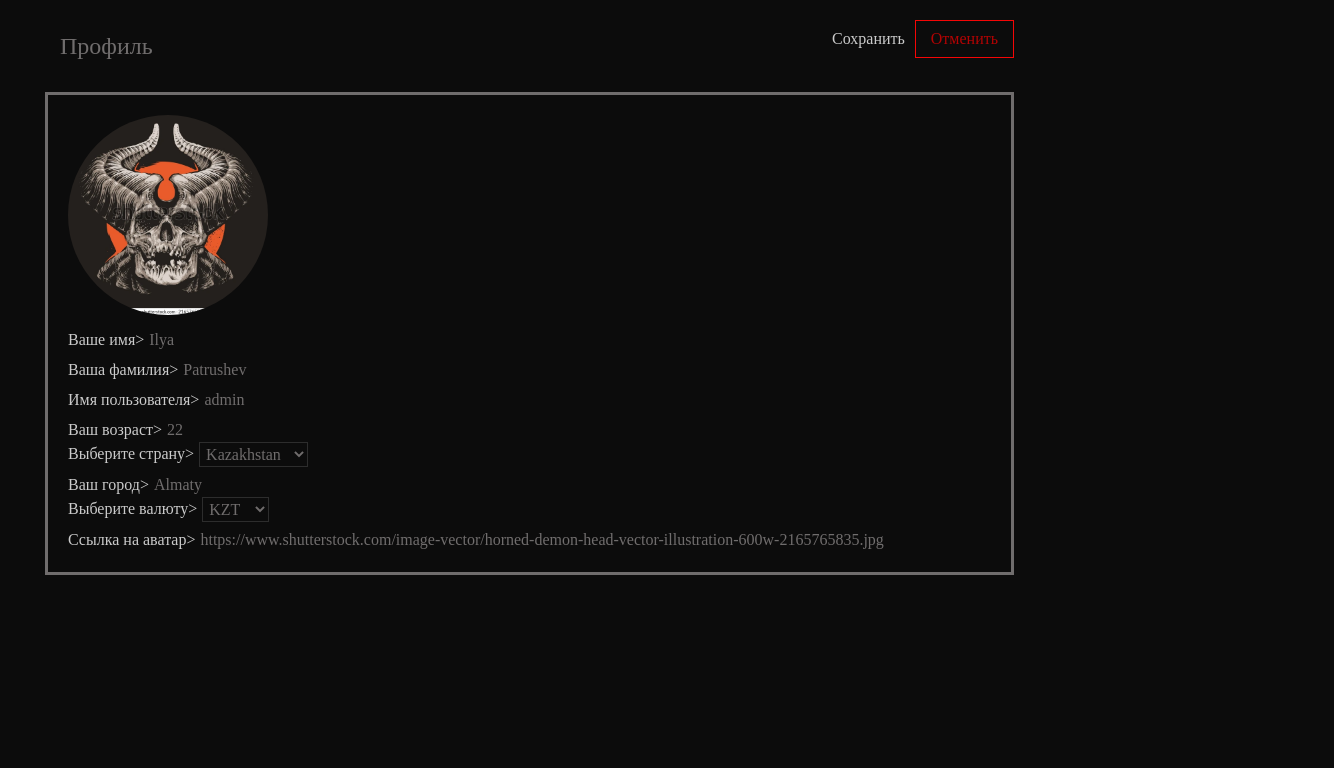 Профиль
Сохранить
Отменить
Ваше имя> Ilya
Ваша фамилия> Patrushev
Имя пользователя> admin
Ваш возраст> 22
Выберите страну> Kazakhstan
Ваш город> Almaty
Выберите валюту> KZT
Ссылка на аватар> https://www.shutterstock.com/image-vector/horned-demon-head-vector-illustration-600w-2165765835.jpg